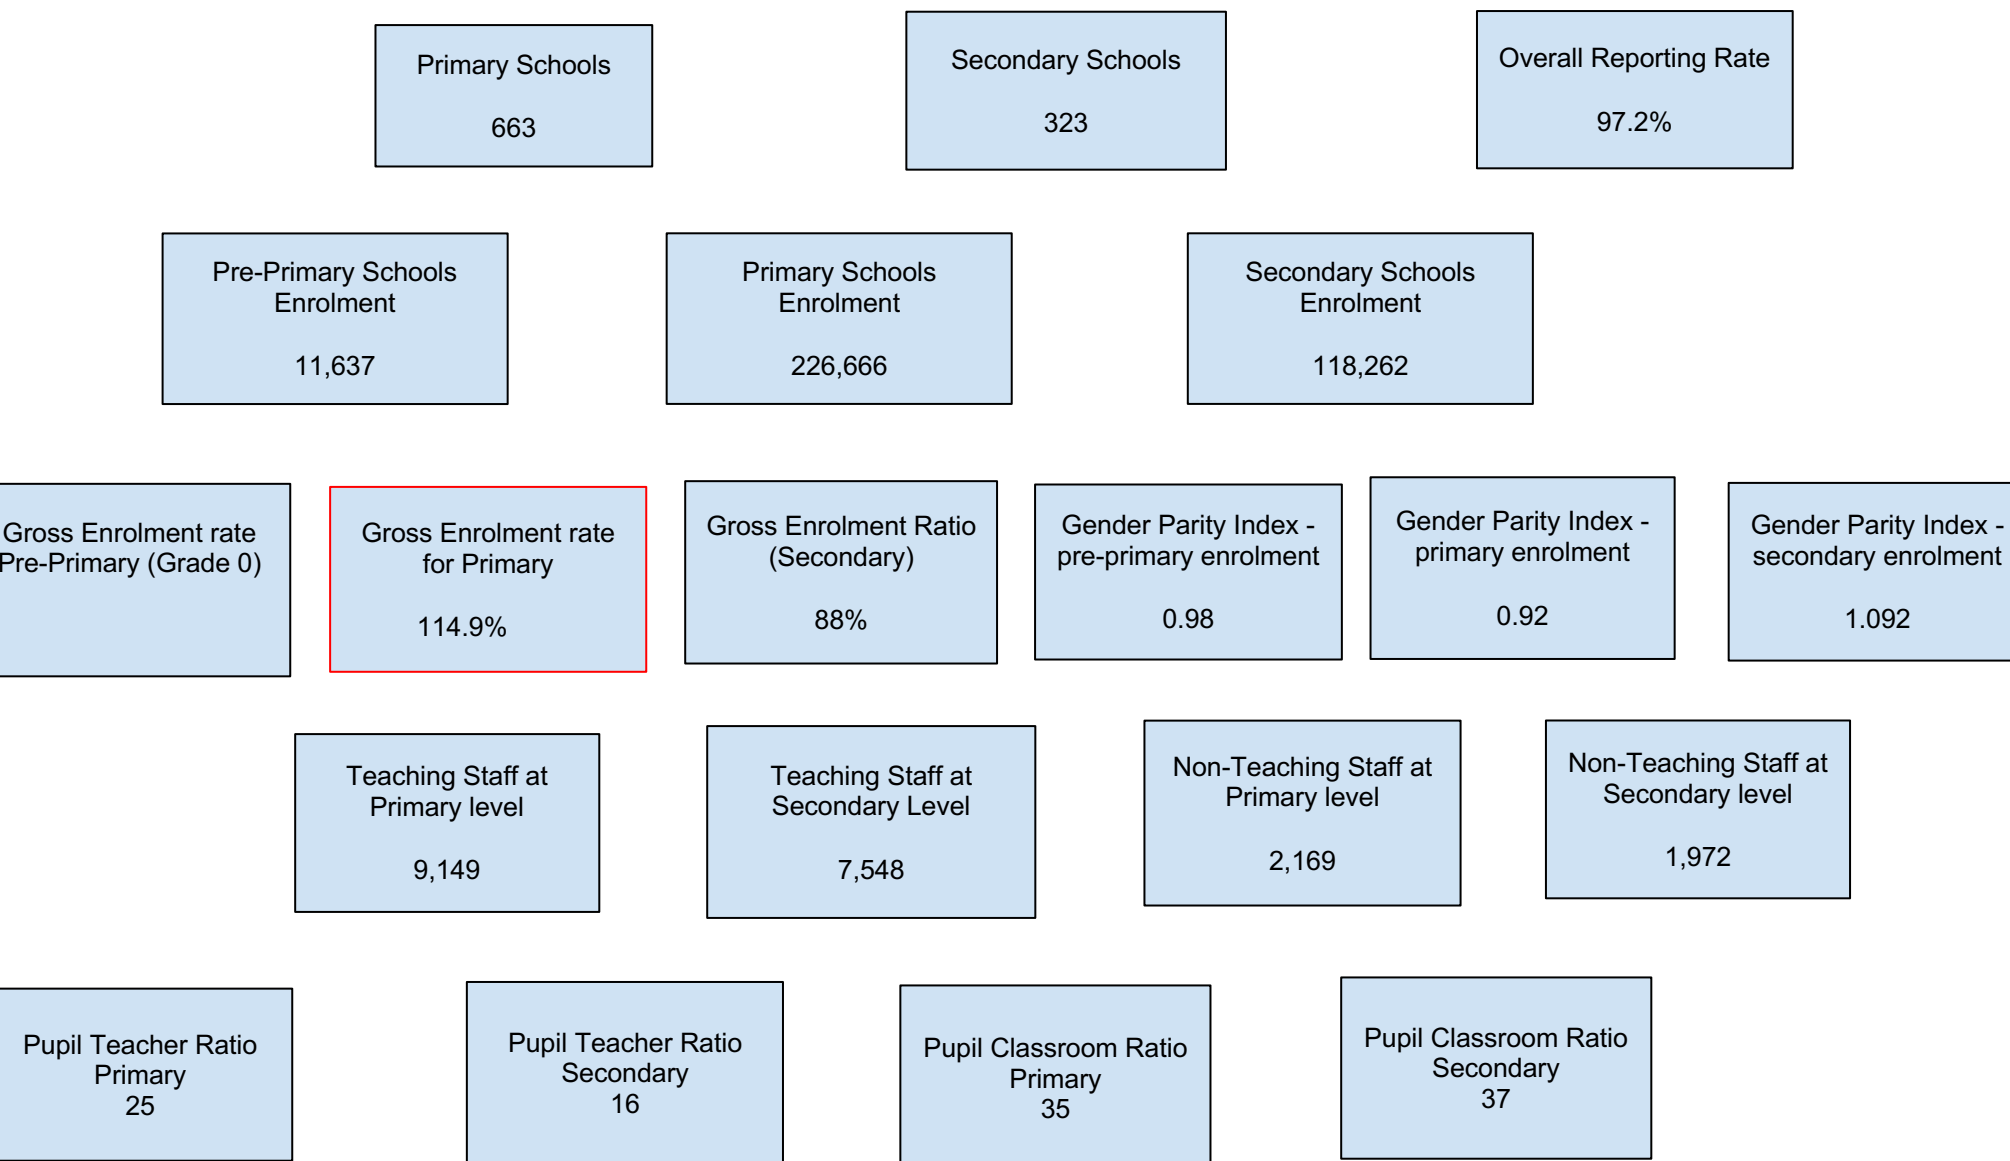 Primary Schools
663
Secondary Schools
323
Overall Reporting Rate
97.2%
Pre-Primary Schools
Enrolment
11,637
Primary Schools
Enrolment
226,666
Secondary Schools
Enrolment
118,262
Gross Enrolment rate
Pre-Primary (Grade 0)
Gross Enrolment rate
for Primary
114.9%
Gross Enrolment Ratio
(Secondary)
88%
Gender Parity Index -
pre-primary enrolment
0.98
Gender Parity Index -
primary enrolment
0.92
Gender Parity Index -
secondary enrolment
1.092
Teaching Staff at
Primary level
9,149
Teaching Staff at
Secondary Level
7,548
Non-Teaching Staff at
Primary level
2,169
Non-Teaching Staff at
Secondary level
1,972
Pupil Teacher Ratio
Primary
25
Pupil Teacher Ratio
Secondary
16
Pupil Classroom Ratio
Primary
35
Pupil Classroom Ratio
Secondary
37